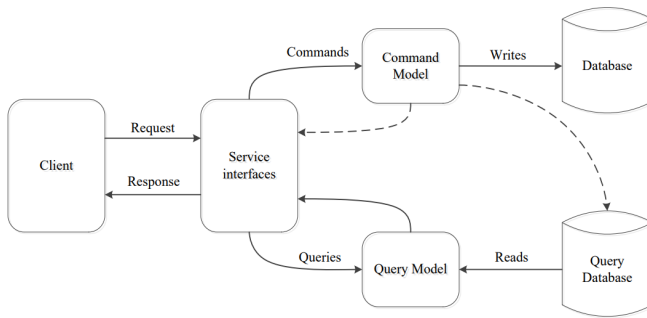 Commands
Command
Model
Writes
Database
Request
Client
Service
interfaces
Response
Queries
Query Model
Reads
Query
Database